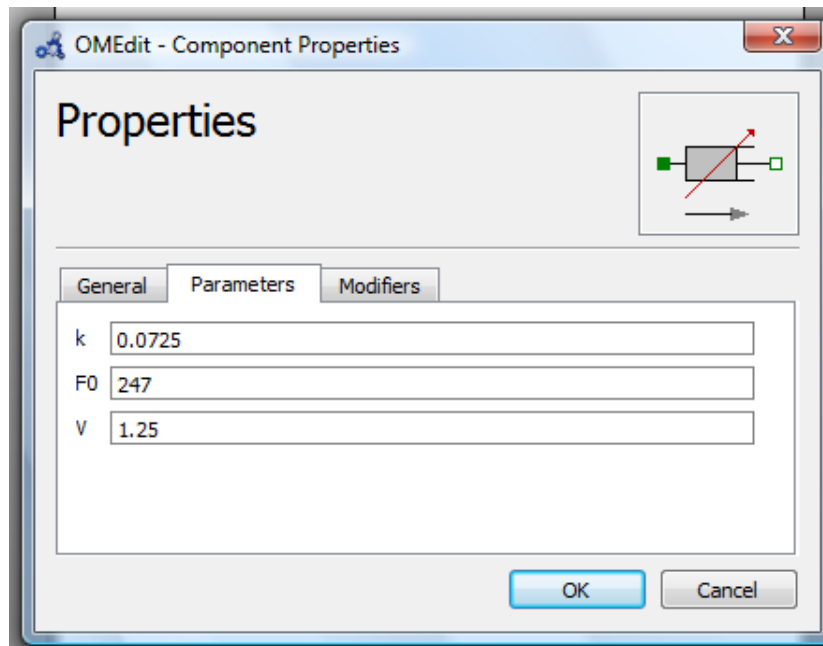 OMEdit - Component Properties
Properties
General Parameters Modifiers
k 0.0725
F0 247
V 1.25
OK Cancel